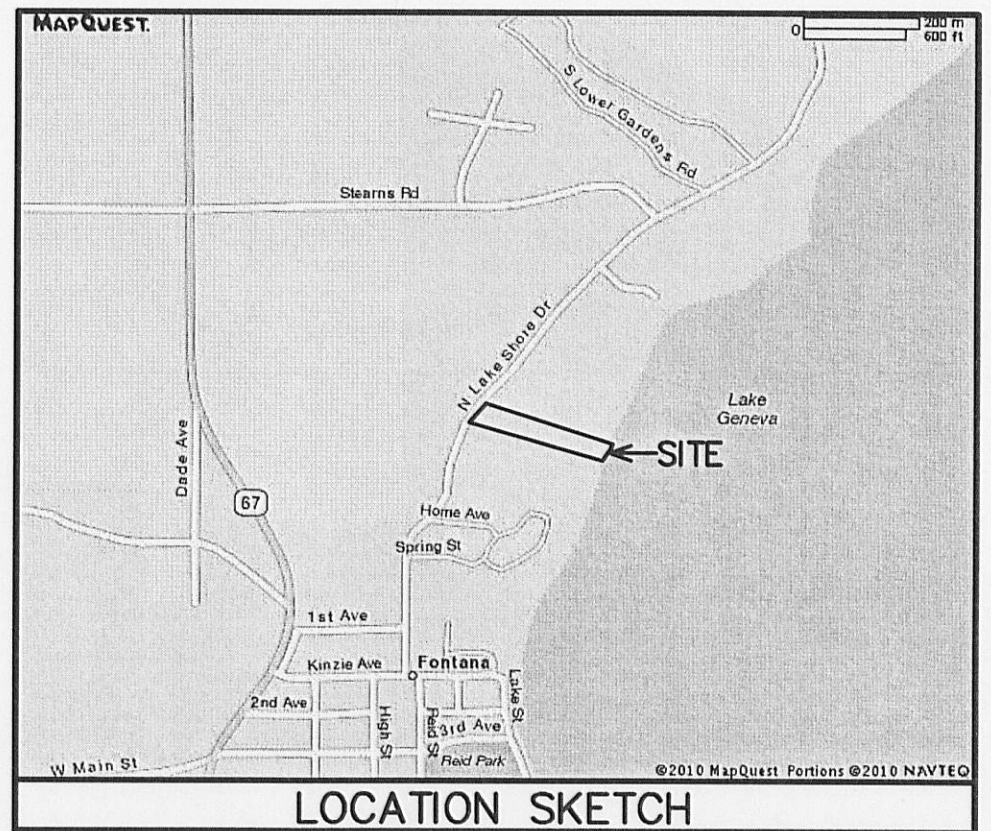 MAPQUEST.
0
200 m
600 ft
S Lower Gardens Rd
Stearns Rd
N Lake Shore Dr
Lake
Geneva
SITE
Dade Ave
67
Home Ave
Spring St
1st Ave
Kinzie Ave
Fontana
2nd Ave
High St
Reid St
Lake St
3rd Ave
Reid Park
W Main St
©2010 MapQuest Portions ©2010 NAVTEQ
LOCATION SKETCH